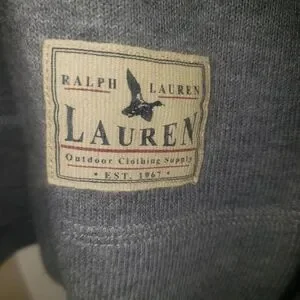 RALPH LAUREN
LAUREN
Outdoor Clothing Supply
· EST. 1967 ·